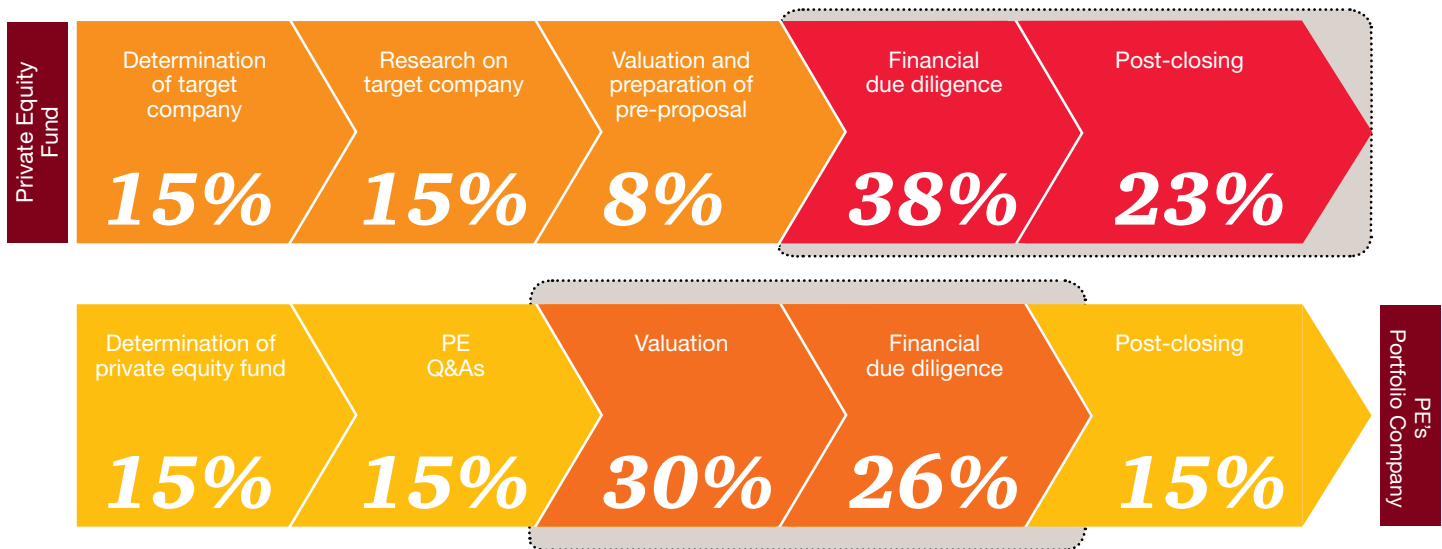 Private Equity
Fund
Determination
of target
company
15%
Research on
target company
15%
Valuation and
preparation of
pre-proposal
8%
Financial
due diligence
38%
Post-closing
23%
Determination of
private equity fund
15%
PE
Q&As
15%
Valuation
30%
Financial
due diligence
26%
Post-closing
15%
PE's
Portfolio Company